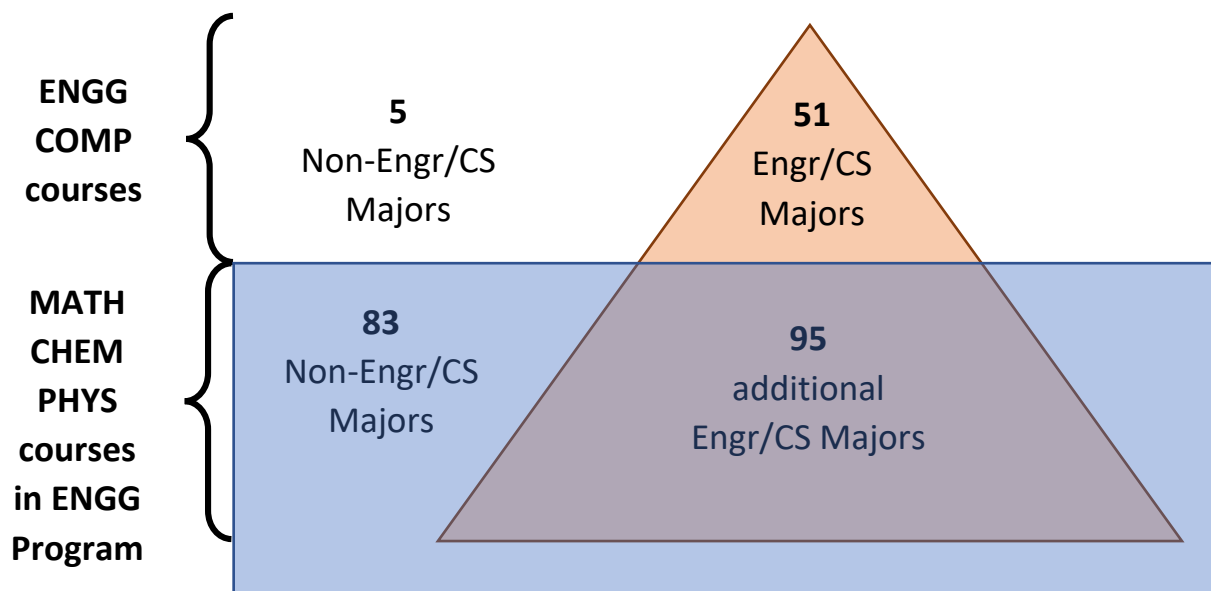 ENGG
COMP
courses
5
Non-Engr/CS
Majors
51
Engr/CS
Majors
MATH
CHEM
PHYS
courses
in ENGG
Program
83
Non-Engr/CS
Majors
95
additional
Engr/CS Majors